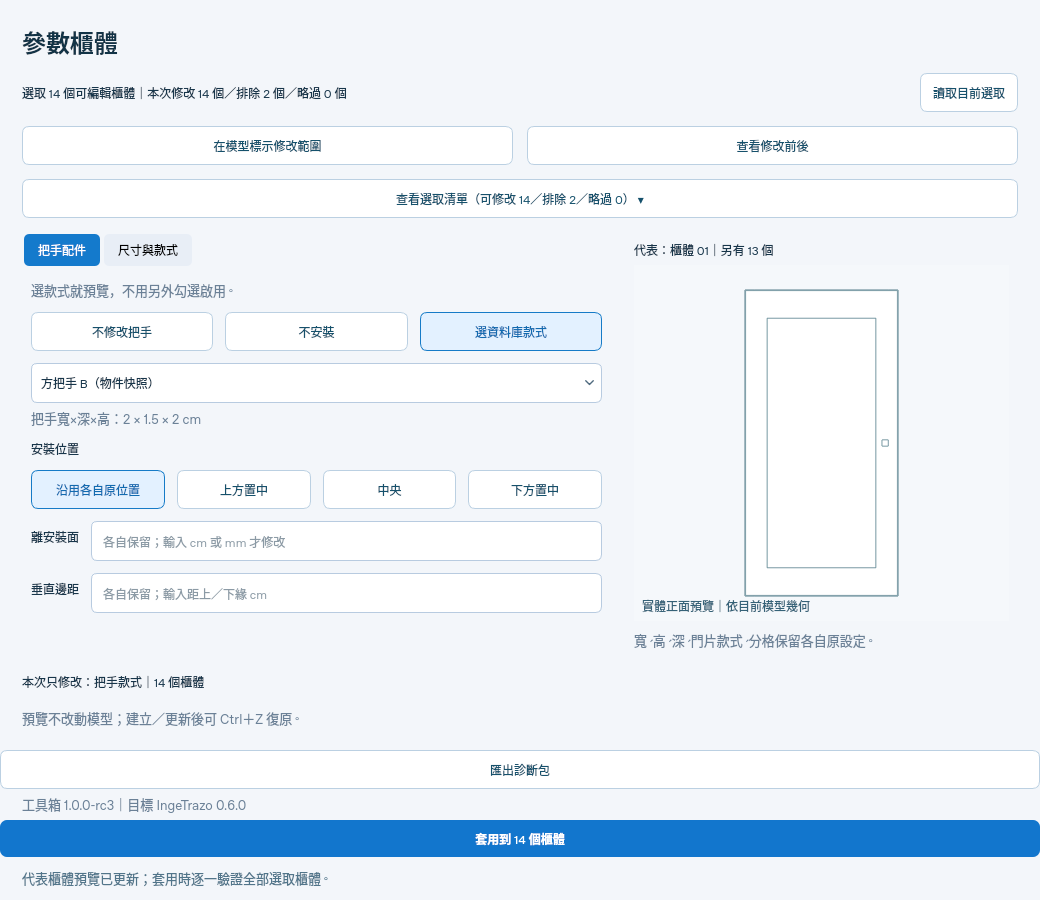 參數櫃體
選取 14 個可編輯櫃體｜本次修改 14 個／排除 2 個／略過 0 個
讀取目前選取
在模型標示修改範圍
查看修改前後
查看選取清單（可修改 14／排除 2／略過 0） ▾
把手配件
尺寸與款式
代表：櫃體 01｜另有 13 個
選款式就預覽，不用另外勾選啟用。
不修改把手
不安裝
選資料庫款式
方把手 B（物件快照）
把手寬×深×高：2 × 1.5 × 2 cm
安裝位置
沿用各自原位置
上方置中
中央
下方置中
離安裝面
各自保留；輸入 cm 或 mm 才修改
垂直邊距
各自保留；輸入距上／下緣 cm
實體正面預覽｜依目前模型幾何
寬、高、深、門片款式、分格保留各自原設定。
本次只修改：把手款式｜14 個櫃體
預覽不改動模型；建立／更新後可 Ctrl＋Z 復原。
匯出診斷包
工具箱 1.0.0-rc3｜目標 IngeTrazo 0.6.0
套用到 14 個櫃體
代表櫃體預覽已更新；套用時逐一驗證全部選取櫃體。